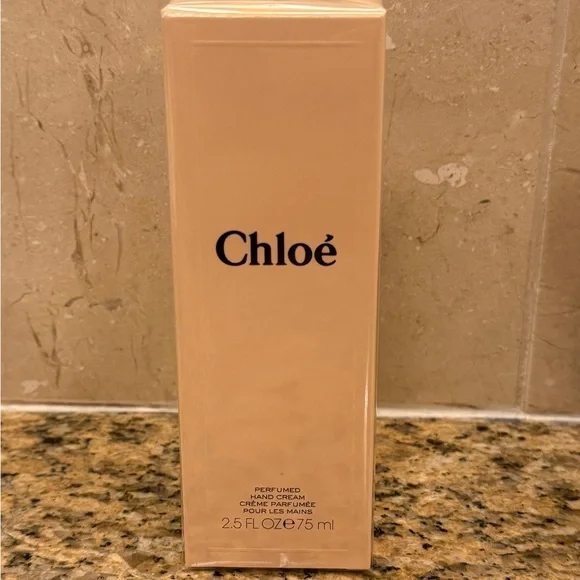 Chloé
PERFUMED
HAND CREAM
CRÈME PARFUMÉE
POUR LES MAINS
2.5 FL OZ℮75 ml